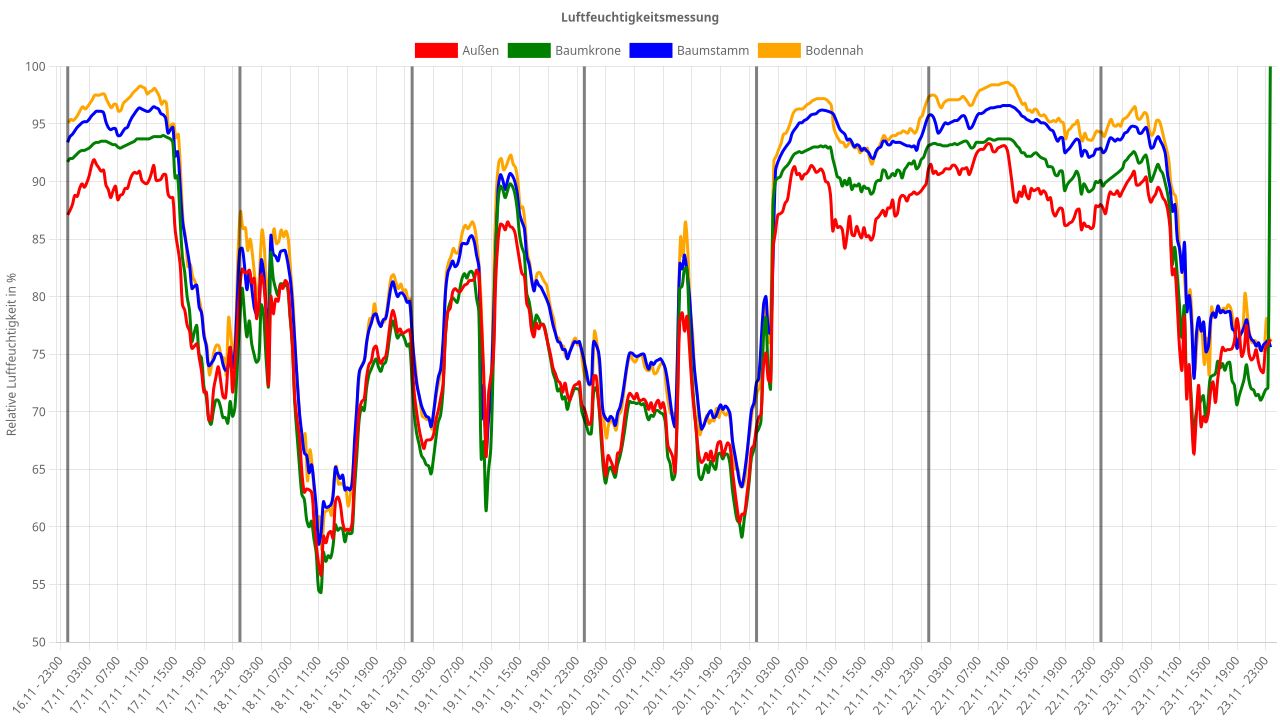 Luftfeuchtigkeitsmessung
Außen Baumkrone Baumstamm Bodennah
Relative Luftfeuchtigkeit in %
100
95
90
85
80
75
70
65
60
55
50
16.11 - 23:00
17.11 - 03:00
17.11 - 07:00
17.11 - 11:00
17.11 - 15:00
17.11 - 19:00
17.11 - 23:00
18.11 - 03:00
18.11 - 07:00
18.11 - 11:00
18.11 - 15:00
18.11 - 19:00
18.11 - 23:00
19.11 - 03:00
19.11 - 07:00
19.11 - 11:00
19.11 - 15:00
19.11 - 19:00
19.11 - 23:00
20.11 - 03:00
20.11 - 07:00
20.11 - 11:00
20.11 - 15:00
20.11 - 19:00
20.11 - 23:00
21.11 - 03:00
21.11 - 07:00
21.11 - 11:00
21.11 - 15:00
21.11 - 19:00
21.11 - 23:00
22.11 - 03:00
22.11 - 07:00
22.11 - 11:00
22.11 - 15:00
22.11 - 19:00
22.11 - 23:00
23.11 - 03:00
23.11 - 07:00
23.11 - 11:00
23.11 - 15:00
23.11 - 19:00
23.11 - 23:00